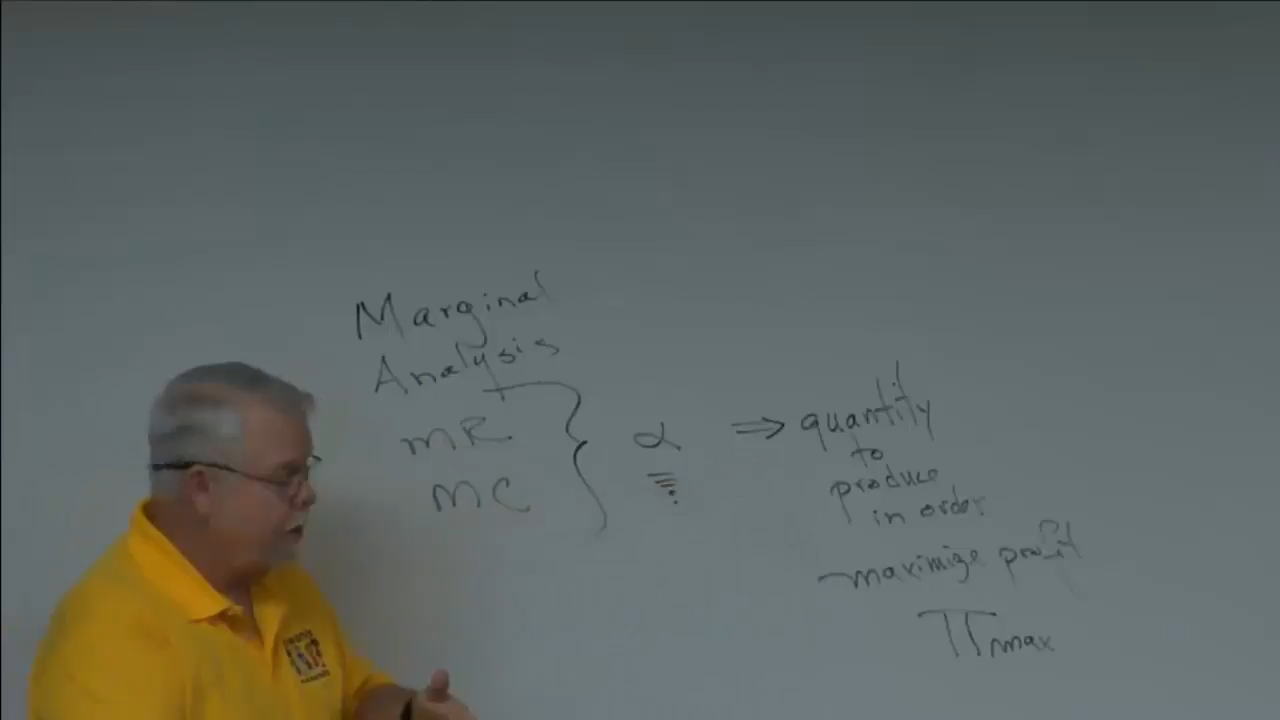 Marginal
Analysis
MR
MC
α
⇒ quantity
to
produce
in order
maximize profit
πmax